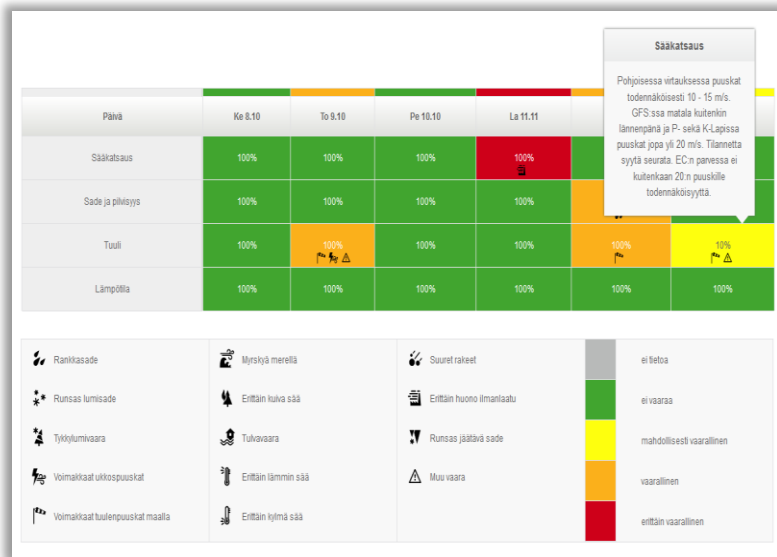 Sääkatsaus
Pohjoisessa virtauksessa puuskat
todennäköisesti 10 - 15 m/s.
GFS:ssa matala kuitenkin
lännenpänä ja P- sekä K-Lapissa
puuskat jopa yli 20 m/s. Tilannetta
syytä seurata. EC:n parvessa ei
kuitenkaan 20:n puuskille
todennäköisyyttä.
Päivä Ke 8.10 To 9.10 Pe 10.10 La 11.11
Sääkatsaus 100% 100% 100% 100%
Sade ja pilvisyys 100% 100% 100% 100%
Tuuli 100% 100% 100% 100% 100% 10%
Lämpötila 100% 100% 100% 100% 100% 100%
Rankkasade Myrskyä merellä Suuret rakeet ei tietoa
Runsas lumisade Erittäin kuiva sää Erittäin huono ilmanlaatu ei vaaraa
Tykkylumivaara Tulvavaara Runsas jäätävä sade mahdollisesti vaarallinen
Voimakkaat ukkospuuskat Erittäin lämmin sää Muu vaara vaarallinen
Voimakkaat tuulenpuuskat maalla Erittäin kylmä sää erittäin vaarallinen